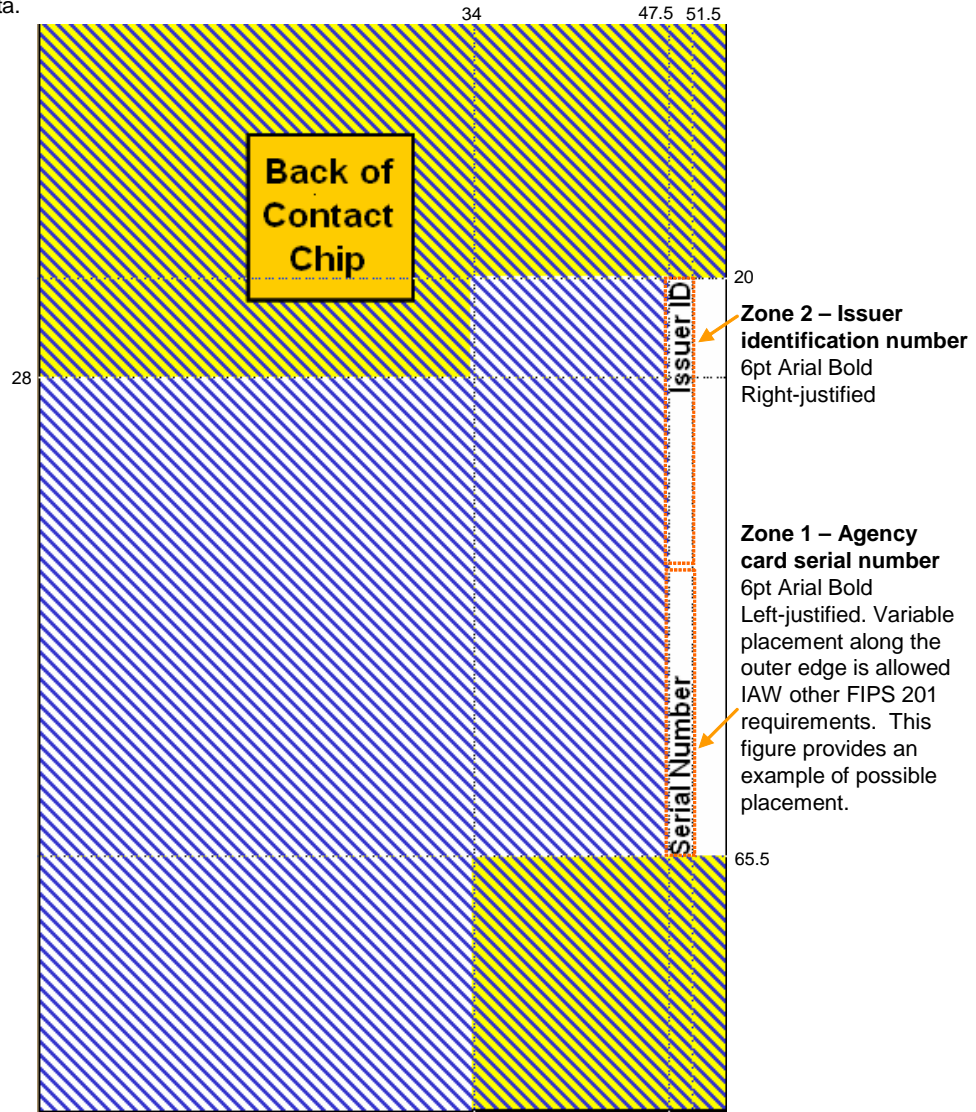 ta.
34
47.5 51.5
Back of
Contact
Chip
20
Issuer ID
Zone 2 – Issuer
identification number
6pt Arial Bold
Right-justified
28
Zone 1 – Agency
card serial number
6pt Arial Bold
Left-justified. Variable
placement along the
outer edge is allowed
IAW other FIPS 201
requirements. This
figure provides an
example of possible
placement.
Serial Number
65.5